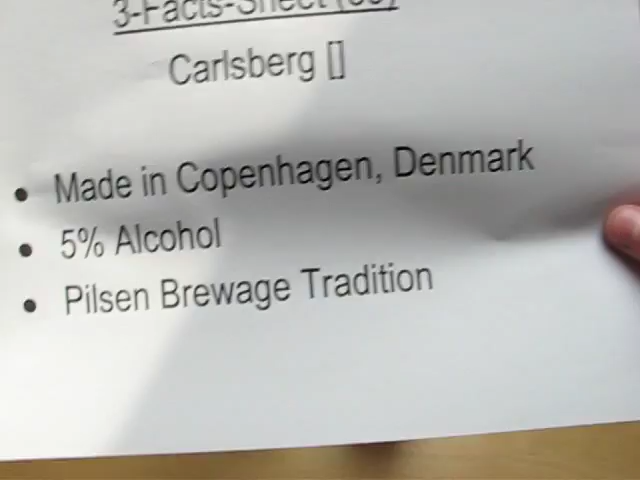 3-Facts-Sheet
Carlsberg []
• Made in Copenhagen, Denmark
• 5% Alcohol
• Pilsen Brewage Tradition